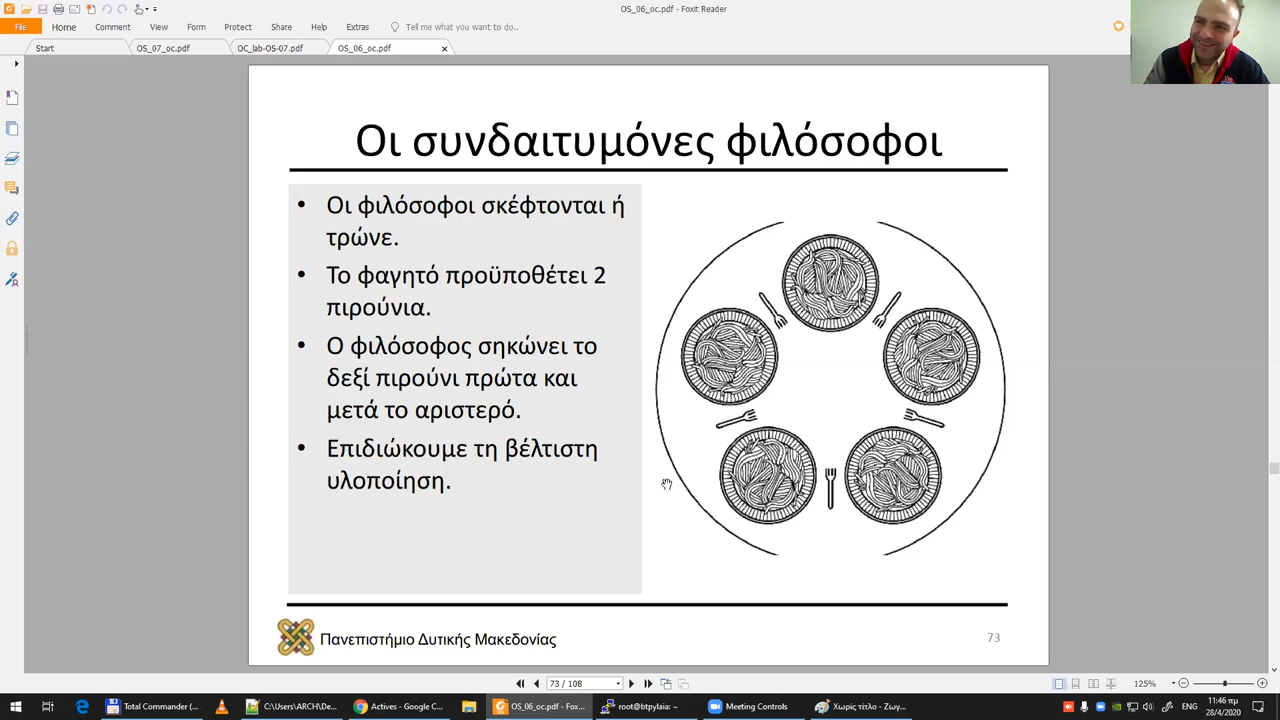 OS_06_oc.pdf - Foxit Reader
File Home Comment View Form Protect Share Help Extras Tell me what you want to do..
Start OS_07_oc.pdf OC_lab-OS-07.pdf OS_06_oc.pdf
Οι συνδαιτυμόνες φιλόσοφοι
• Οι φιλόσοφοι σκέφτονται ή
τρώνε.
• Το φαγητό προϋποθέτει 2
πιρούνια.
• Ο φιλόσοφος σηκώνει το
δεξί πιρούνι πρώτα και
μετά το αριστερό.
• Επιδιώκουμε τη βέλτιστη
υλοποίηση.
Πανεπιστήμιο Δυτικής Μακεδονίας
73
73 / 108
125%
Total Commander (... C:\Users\ARCH\De... Actives - Google C... OS_06_oc.pdf - Fox... root@btpylaia: ~ Meeting Controls Χωρίς τίτλο - Ζωγ... ENG
11:46 πμ
28/4/2020